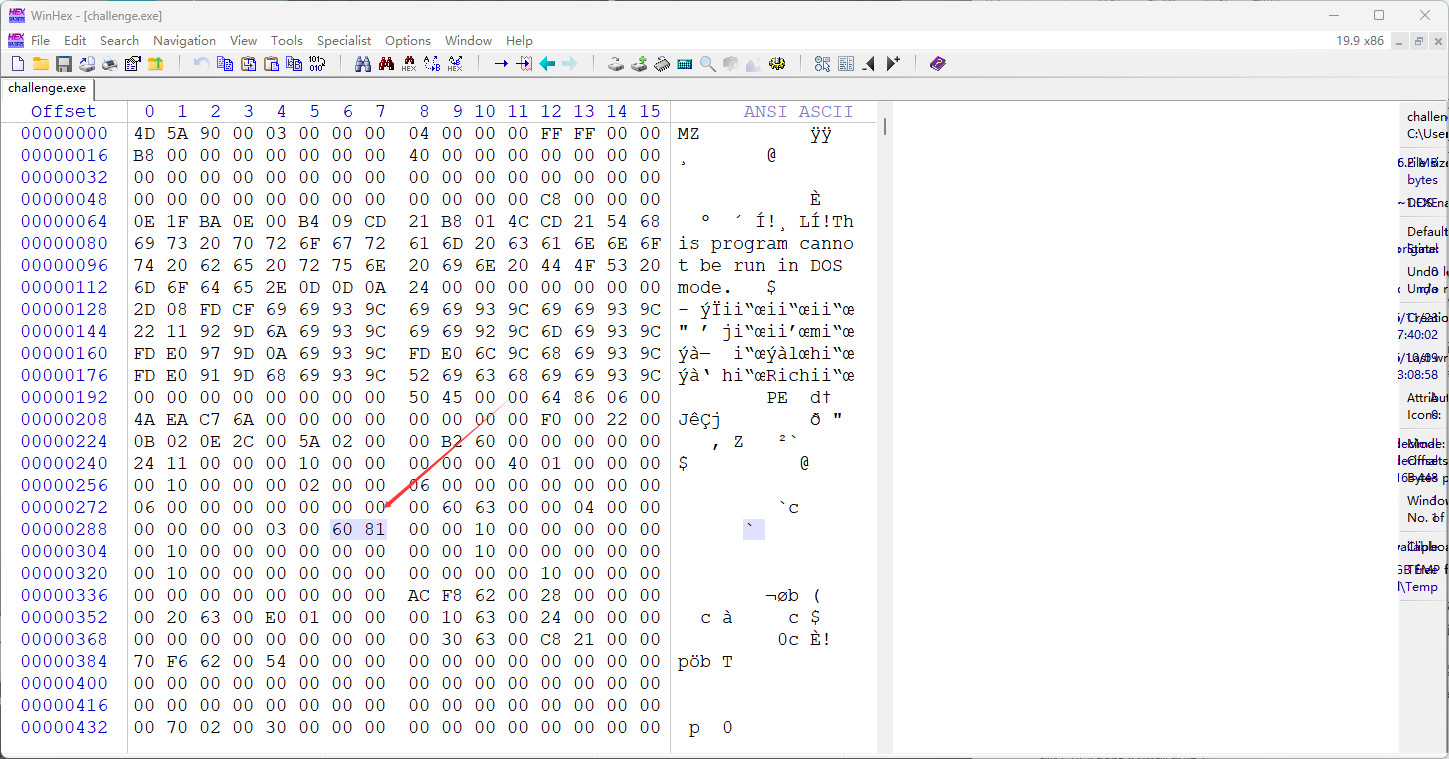 WinHex - [challenge.exe]
File Edit Search Navigation View Tools Specialist Options Window Help 19.9 x86
challenge.exe
Offset 0 1 2 3 4 5 6 7 8 9 10 11 12 13 14 15 ANSI ASCII
00000000 4D 5A 90 00 03 00 00 00 04 00 00 00 FF FF 00 00 MZ ÿÿ
00000016 B8 00 00 00 00 00 00 00 40 00 00 00 00 00 00 00 ¸ @
00000032 00 00 00 00 00 00 00 00 00 00 00 00 00 00 00 00
00000048 00 00 00 00 00 00 00 00 00 00 00 00 C8 00 00 00 È
00000064 0E 1F BA 0E 00 B4 09 CD 21 B8 01 4C CD 21 54 68 º ´ Í!¸ LÍ!Th
00000080 69 73 20 70 72 6F 67 72 61 6D 20 63 61 6E 6E 6F is program canno
00000096 74 20 62 65 20 72 75 6E 20 69 6E 20 44 4F 53 20 t be run in DOS
00000112 6D 6F 64 65 2E 0D 0D 0A 24 00 00 00 00 00 00 00 mode. $
00000128 2D 08 FD CF 69 69 93 9C 69 69 93 9C 69 69 93 9C - ýÏii“œii“œii“œ
00000144 22 11 92 9D 6A 69 93 9C 69 69 92 9C 6D 69 93 9C " ’ ji“œii’œmi“œ
00000160 FD E0 97 9D 0A 69 93 9C FD E0 6C 9C 68 69 93 9C ýà— i“œýàlœhi“œ
00000176 FD E0 91 9D 68 69 93 9C 52 69 63 68 69 69 93 9C ýà‘ hi“œRichii“œ
00000192 00 00 00 00 00 00 00 00 50 45 00 00 64 86 06 00 PE d†
00000208 4A EA C7 6A 00 00 00 00 00 00 00 00 F0 00 22 00 JêÇj ð "
00000224 0B 02 0E 2C 00 5A 02 00 00 B2 60 00 00 00 00 00 , Z ²`
00000240 24 11 00 00 00 10 00 00 00 00 00 40 01 00 00 00 $ @
00000256 00 10 00 00 00 02 00 00 06 00 00 00 00 00 00 00
00000272 06 00 00 00 00 00 00 00 00 60 63 00 00 04 00 00 `c
00000288 00 00 00 00 03 00 60 81 00 00 10 00 00 00 00 00 `
00000304 00 10 00 00 00 00 00 00 00 00 10 00 00 00 00 00
00000320 00 10 00 00 00 00 00 00 00 00 00 00 10 00 00 00
00000336 00 00 00 00 00 00 00 00 AC F8 62 00 28 00 00 00 ¬øb (
00000352 00 20 63 00 E0 01 00 00 00 10 63 00 24 00 00 00 c à c $
00000368 00 00 00 00 00 00 00 00 00 30 63 00 C8 21 00 00 0c È!
00000384 70 F6 62 00 54 00 00 00 00 00 00 00 00 00 00 00 pöb T
00000400 00 00 00 00 00 00 00 00 00 00 00 00 00 00 00 00
00000416 00 00 00 00 00 00 00 00 00 00 00 00 00 00 00 00
00000432 00 70 02 00 30 00 00 00 00 00 00 00 00 00 00 00 p 0
challen
C:\User
bytes
Default
7:40:02
3:08:58
Icons:
Window
No. of
\Temp